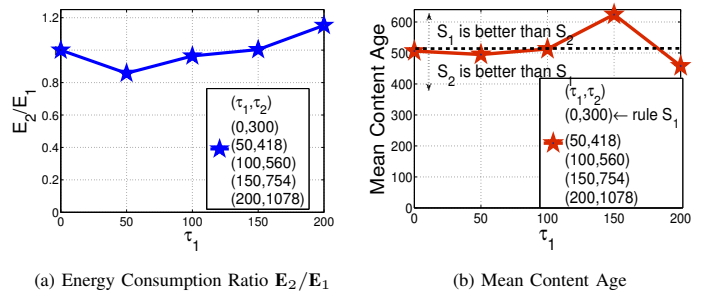 1.2
1
0.8
0.6
0.4
0.2
0
E2/E1
0 50 100 150 200
τ1
(τ1,τ2)
(0,300)
(50,418)
(100,560)
(150,754)
(200,1078)
(a) Energy Consumption Ratio E2/E1
600
500
400
300
200
100
0
Mean Content Age
S1 is better than S2
S2 is better than S1
0 50 100 150 200
τ1
(τ1,τ2)
(0,300)← rule S1
(50,418)
(100,560)
(150,754)
(200,1078)
(b) Mean Content Age